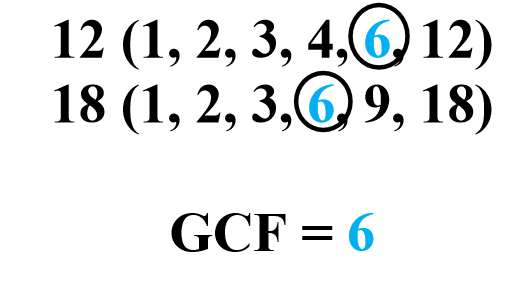 12 (1, 2, 3, 4, 6, 12)
18 (1, 2, 3, 6, 9, 18)
GCF = 6